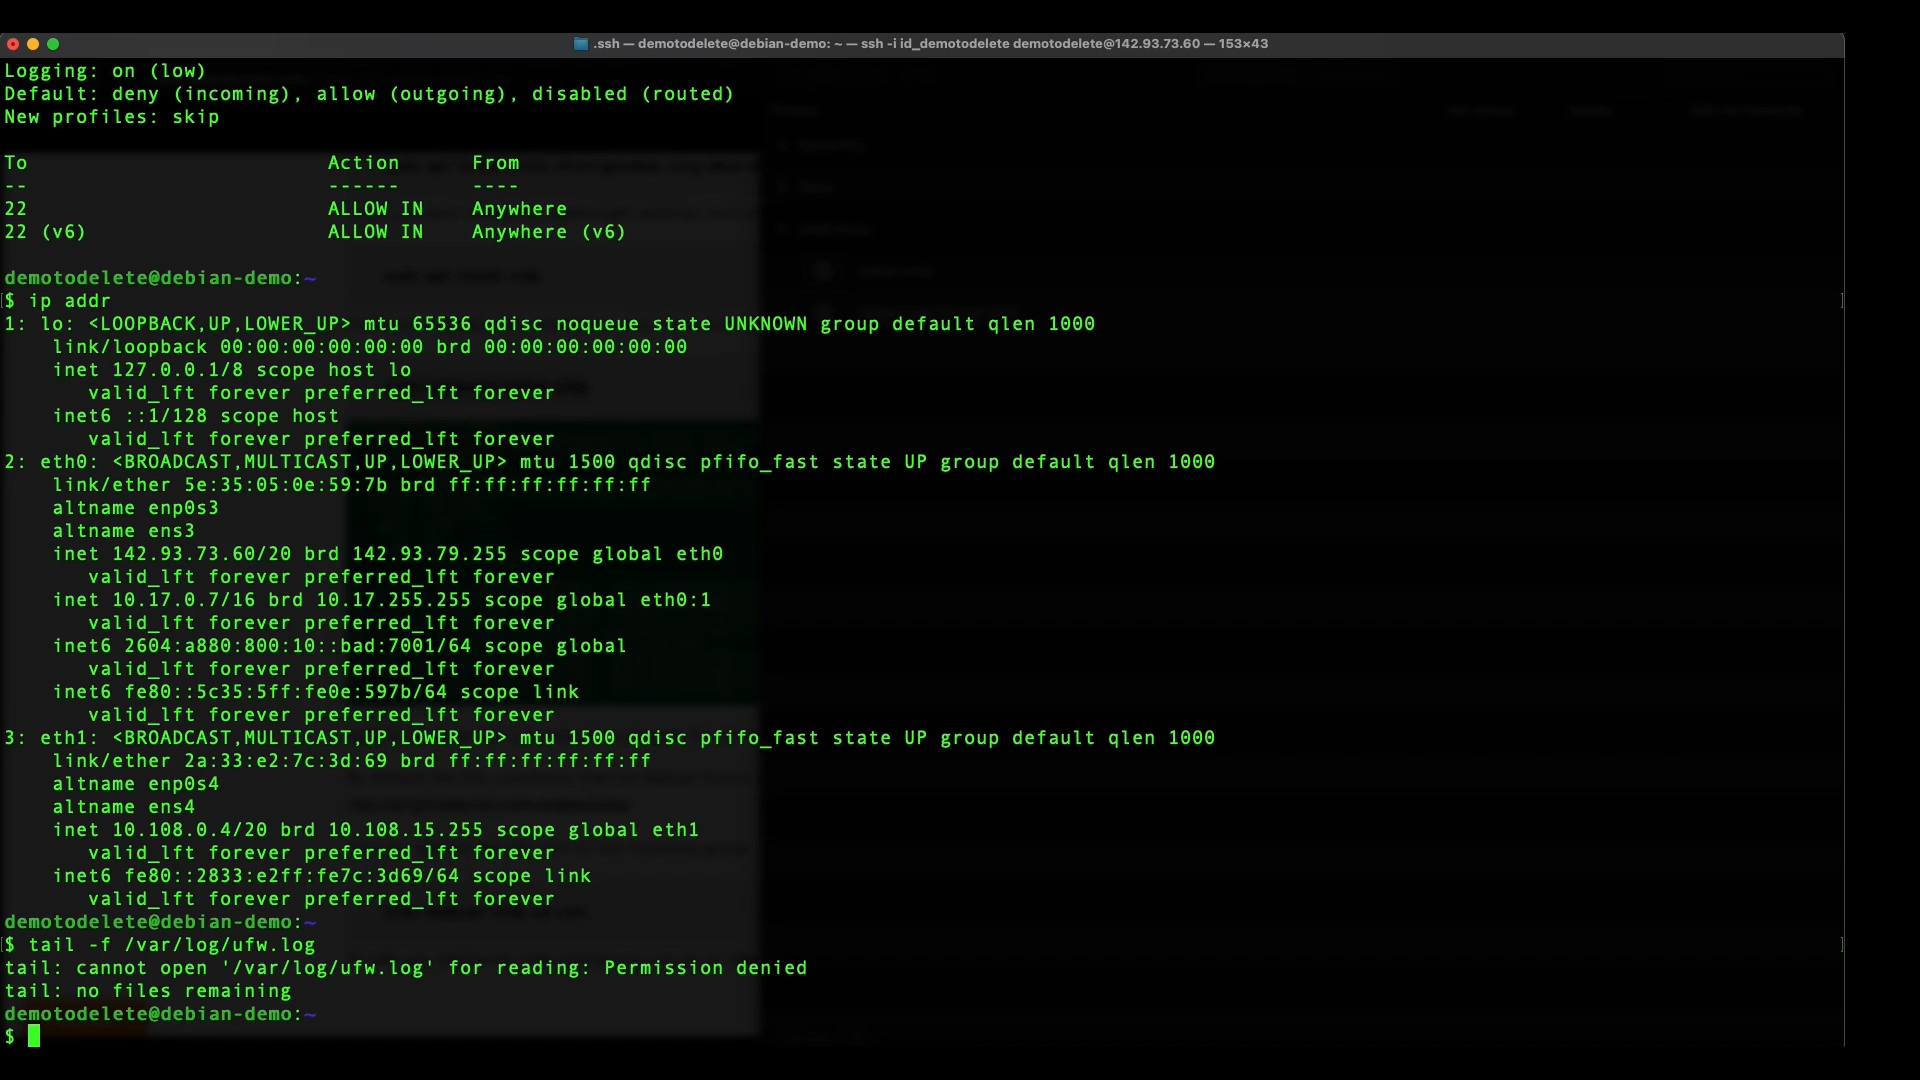 .ssh — demotodelete@debian-demo: ~ — ssh -i id_demotodelete demotodelete@142.93.73.60 — 153×43
Logging: on (low)
Default: deny (incoming), allow (outgoing), disabled (routed)
New profiles: skip
To                         Action      From
--                         ------      ----
22                         ALLOW IN    Anywhere
22 (v6)                    ALLOW IN    Anywhere (v6)
demotodelete@debian-demo:~
$ ip addr
1: lo: <LOOPBACK,UP,LOWER_UP> mtu 65536 qdisc noqueue state UNKNOWN group default qlen 1000
    link/loopback 00:00:00:00:00:00 brd 00:00:00:00:00:00
    inet 127.0.0.1/8 scope host lo
       valid_lft forever preferred_lft forever
    inet6 ::1/128 scope host
       valid_lft forever preferred_lft forever
2: eth0: <BROADCAST,MULTICAST,UP,LOWER_UP> mtu 1500 qdisc pfifo_fast state UP group default qlen 1000
    link/ether 5e:35:05:0e:59:7b brd ff:ff:ff:ff:ff:ff
    altname enp0s3
    altname ens3
    inet 142.93.73.60/20 brd 142.93.79.255 scope global eth0
       valid_lft forever preferred_lft forever
    inet 10.17.0.7/16 brd 10.17.255.255 scope global eth0:1
       valid_lft forever preferred_lft forever
    inet6 2604:a880:800:10::bad:7001/64 scope global
       valid_lft forever preferred_lft forever
    inet6 fe80::5c35:5ff:fe0e:597b/64 scope link
       valid_lft forever preferred_lft forever
3: eth1: <BROADCAST,MULTICAST,UP,LOWER_UP> mtu 1500 qdisc pfifo_fast state UP group default qlen 1000
    link/ether 2a:33:e2:7c:3d:69 brd ff:ff:ff:ff:ff:ff
    altname enp0s4
    altname ens4
    inet 10.108.0.4/20 brd 10.108.15.255 scope global eth1
       valid_lft forever preferred_lft forever
    inet6 fe80::2833:e2ff:fe7c:3d69/64 scope link
       valid_lft forever preferred_lft forever
demotodelete@debian-demo:~
$ tail -f /var/log/ufw.log
tail: cannot open '/var/log/ufw.log' for reading: Permission denied
tail: no files remaining
demotodelete@debian-demo:~
$